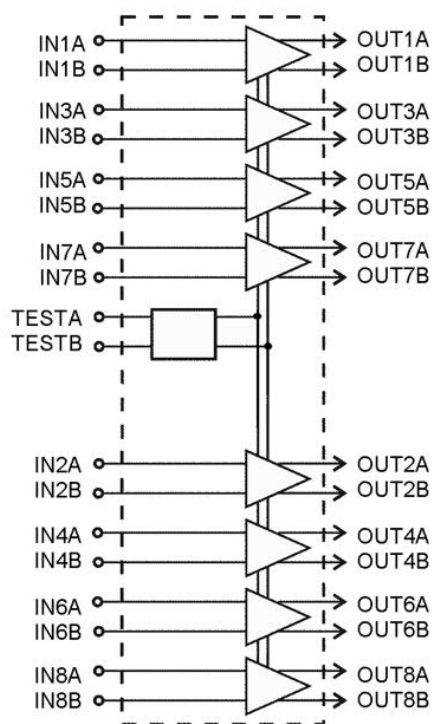 IN1A OUT1A
IN1B OUT1B
IN3A OUT3A
IN3B OUT3B
IN5A OUT5A
IN5B OUT5B
IN7A OUT7A
IN7B OUT7B
TESTA
TESTB
IN2A OUT2A
IN2B OUT2B
IN4A OUT4A
IN4B OUT4B
IN6A OUT6A
IN6B OUT6B
IN8A OUT8A
IN8B OUT8B